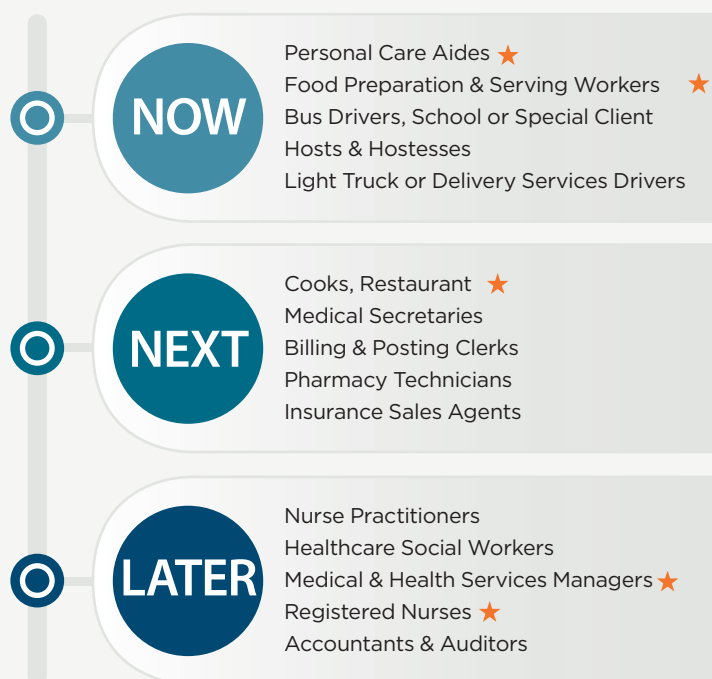 NOW
Personal Care Aides
Food Preparation & Serving Workers
Bus Drivers, School or Special Client
Hosts & Hostesses
Light Truck or Delivery Services Drivers
NEXT
Cooks, Restaurant
Medical Secretaries
Billing & Posting Clerks
Pharmacy Technicians
Insurance Sales Agents
LATER
Nurse Practitioners
Healthcare Social Workers
Medical & Health Services Managers
Registered Nurses
Accountants & Auditors